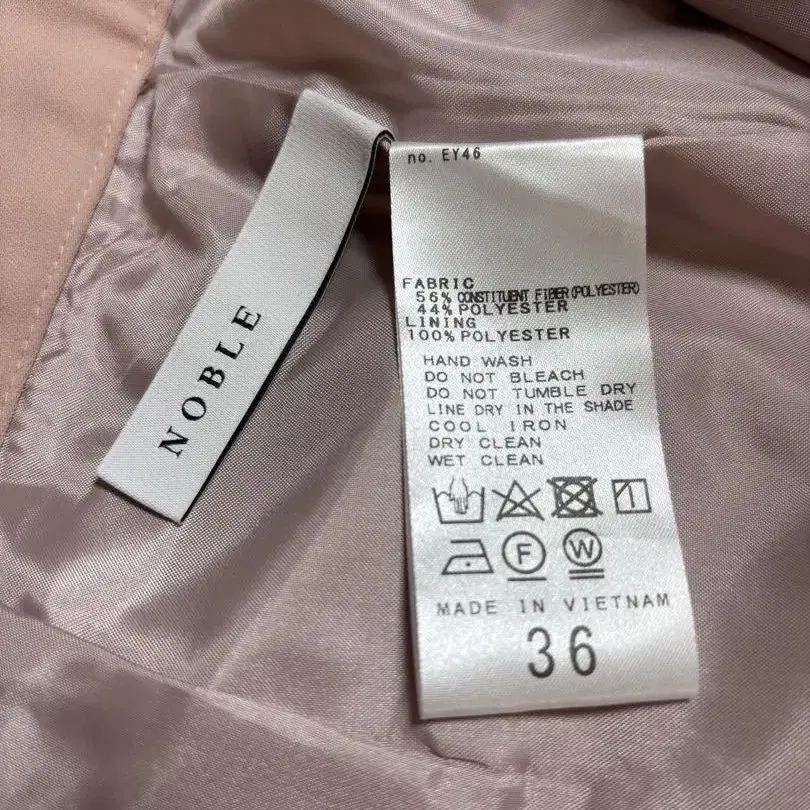 NOBLE
no. EY46
FABRIC
56% CONSTITUENT FIBER(POLYESTER)
44% POLYESTER
LINING
100% POLYESTER
HAND WASH
DO NOT BLEACH
DO NOT TUMBLE DRY
LINE DRY IN THE SHADE
COOL IRON
DRY CLEAN
WET CLEAN
F W
MADE IN VIETNAM
36